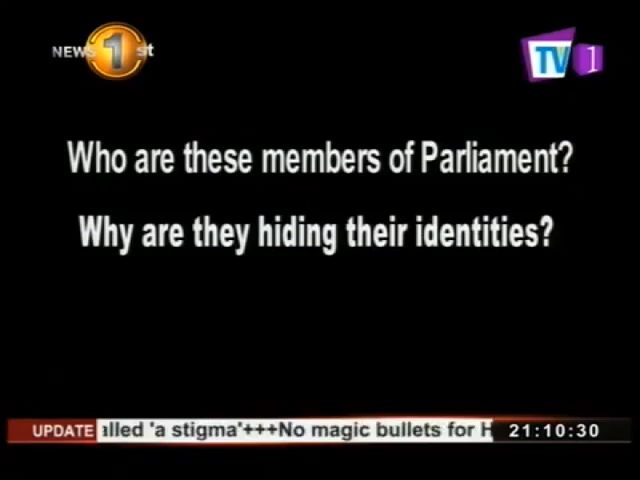 NEWS 1st
TV 1
Who are these members of Parliament?
Why are they hiding their identities?
UPDATE alled 'a stigma'+++No magic bullets for H 21:10:30